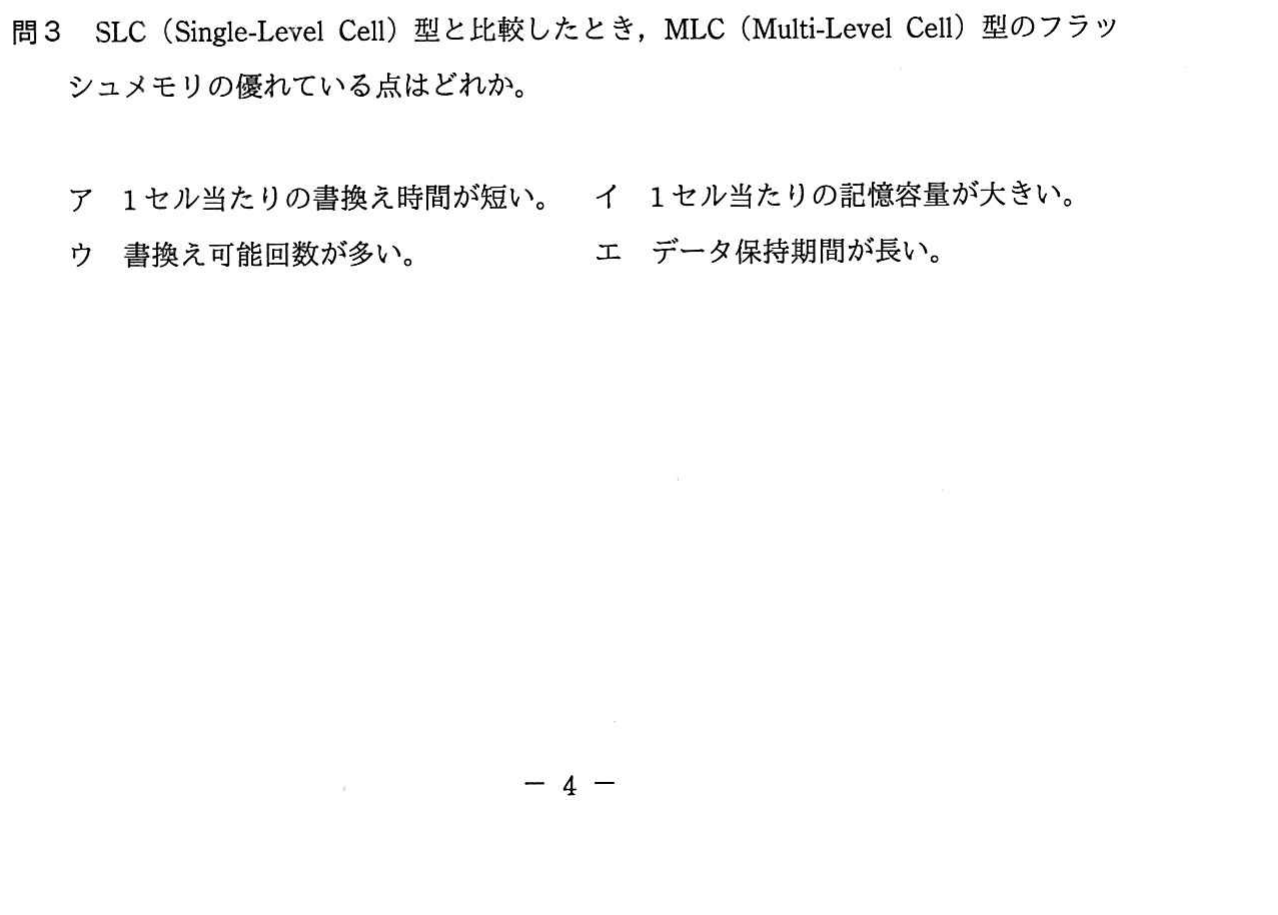 問3 SLC（Single-Level Cell）型と比較したとき，MLC（Multi-Level Cell）型のフラッ
シュメモリの優れている点はどれか。
ア 1セル当たりの書換え時間が短い。 イ 1セル当たりの記憶容量が大きい。
ウ 書換え可能回数が多い。 エ データ保持期間が長い。
－ 4 －